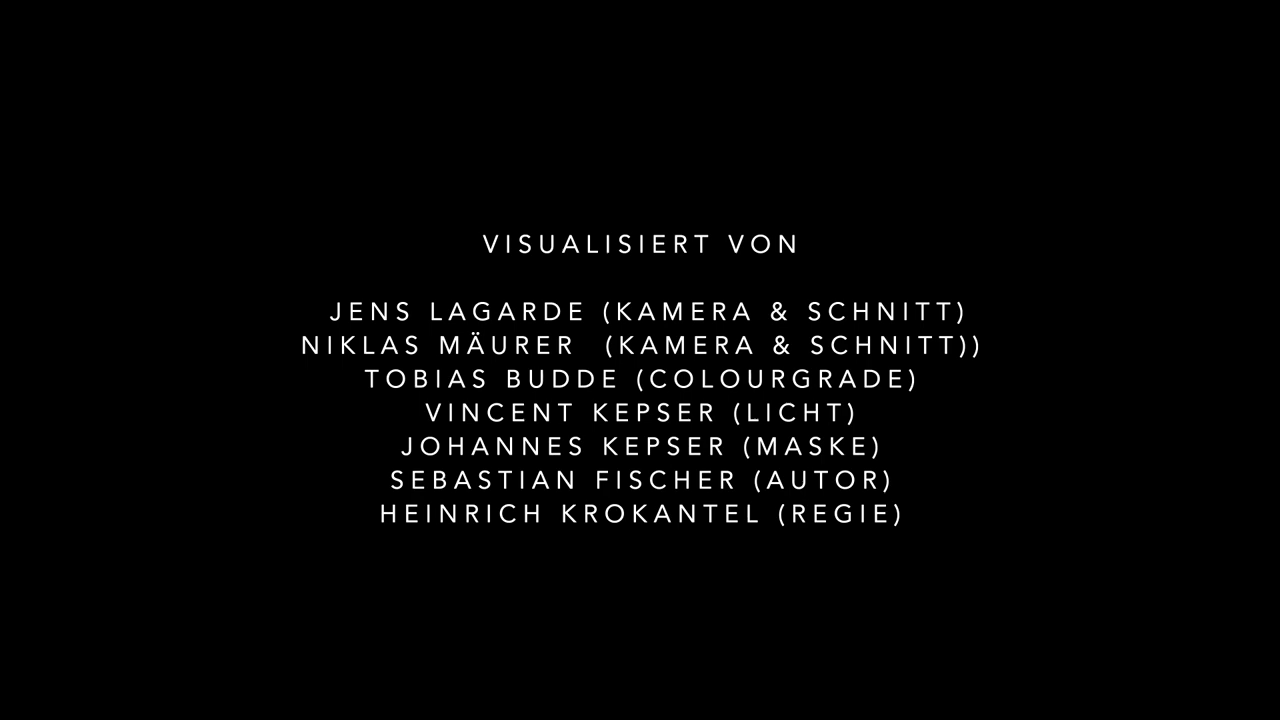 VISUALISIERT VON
JENS LAGARDE (KAMERA & SCHNITT)
NIKLAS MÄURER (KAMERA & SCHNITT))
TOBIAS BUDDE (COLOURGRADE)
VINCENT KEPSER (LICHT)
JOHANNES KEPSER (MASKE)
SEBASTIAN FISCHER (AUTOR)
HEINRICH KROKANTEL (REGIE)